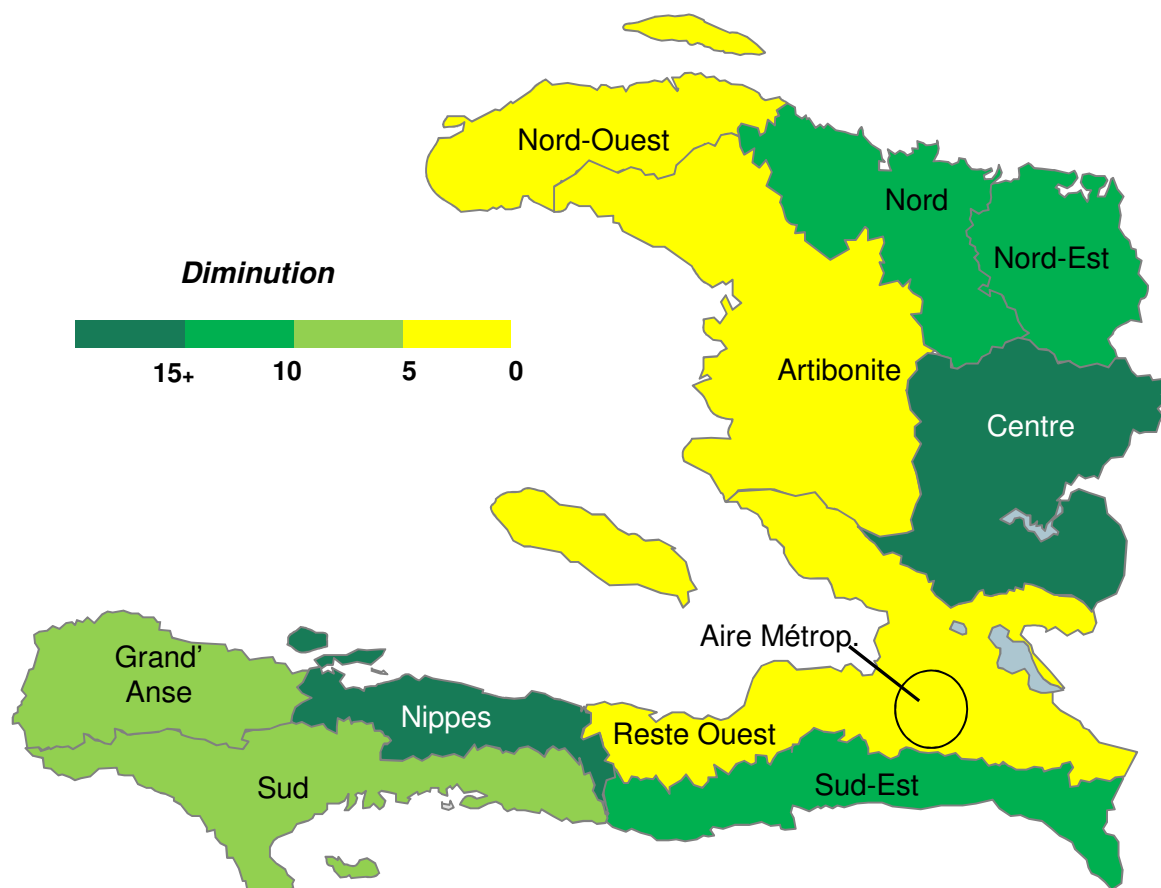 Nord-Ouest
Nord
Nord-Est
Diminution
15+ 10 5 0
Artibonite
Centre
Aire Métrop.
Grand'
Anse
Nippes
Reste Ouest
Sud
Sud-Est